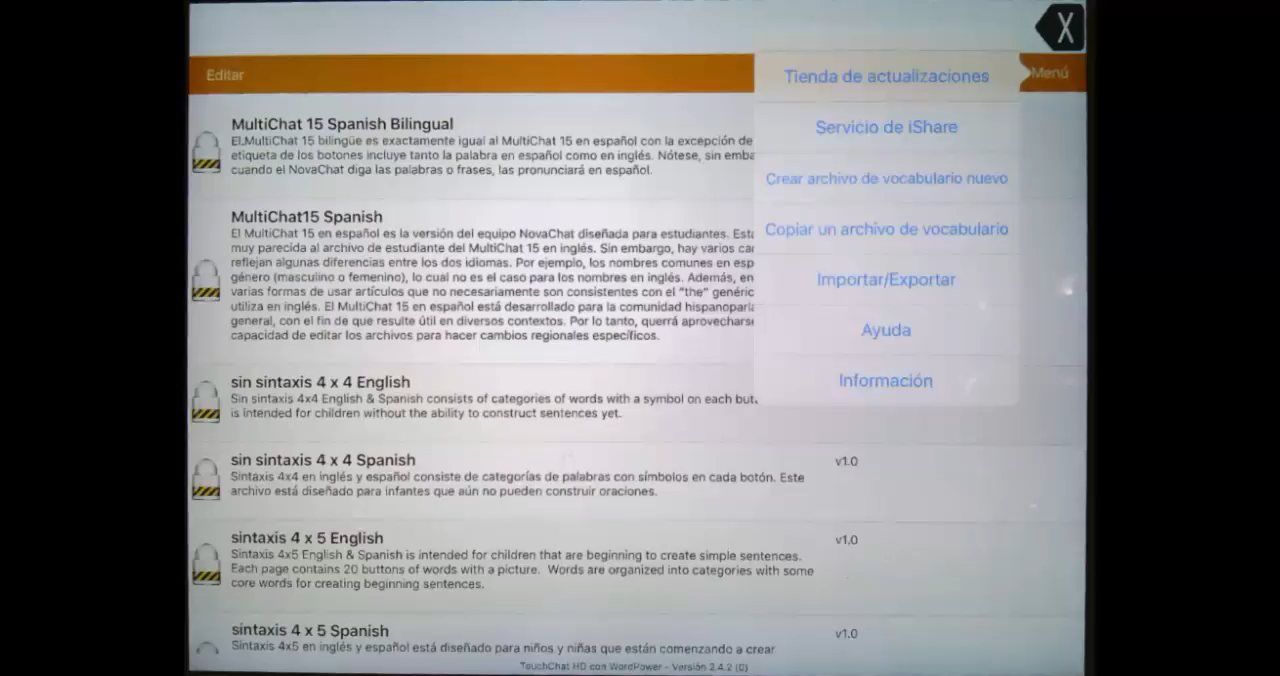 X
Editar
Menú
Tienda de actualizaciones
Servicio de iShare
Crear archivo de vocabulario nuevo
Copiar un archivo de vocabulario
Importar/Exportar
Ayuda
Información
MultiChat 15 Spanish Bilingual
El MultiChat 15 bilingüe es exactamente igual al MultiChat 15 en español con la excepción de
etiqueta de los botones incluye tanto la palabra en español como en inglés. Nótese, sin emba
cuando el NovaChat diga las palabras o frases, las pronunciará en español.
MultiChat15 Spanish
El MultiChat 15 en español es la versión del equipo NovaChat diseñada para estudiantes. Esta
muy parecida al archivo de estudiante del MultiChat 15 en inglés. Sin embargo, hay varios ca
reflejan algunas diferencias entre los dos idiomas. Por ejemplo, los nombres comunes en esp
género (masculino o femenino), lo cual no es el caso para los nombres en inglés. Además, en
varias formas de usar artículos que no necesariamente son consistentes con el "the" genéric
utiliza en inglés. El MultiChat 15 en español está desarrollado para la comunidad hispanoparla
general, con el fin de que resulte útil en diversos contextos. Por lo tanto, querrá aprovecharse
capacidad de editar los archivos para hacer cambios regionales específicos.
sin sintaxis 4 x 4 English
Sin sintaxis 4x4 English & Spanish consists of categories of words with a symbol on each but
is intended for children without the ability to construct sentences yet.
sin sintaxis 4 x 4 Spanish
v1.0
Sintaxis 4x4 en inglés y español consiste de categorías de palabras con símbolos en cada botón. Este
archivo está diseñado para infantes que aún no pueden construir oraciones.
sintaxis 4 x 5 English
v1.0
Sintaxis 4x5 English & Spanish is intended for children that are beginning to create simple sentences.
Each page contains 20 buttons of words with a picture. Words are organized into categories with some
core words for creating beginning sentences.
sintaxis 4 x 5 Spanish
v1.0
Sintaxis 4x5 en inglés y español está diseñado para niños y niñas que están comenzando a crear
TouchChat HD con WordPower - Versión 2.4.2 (0)